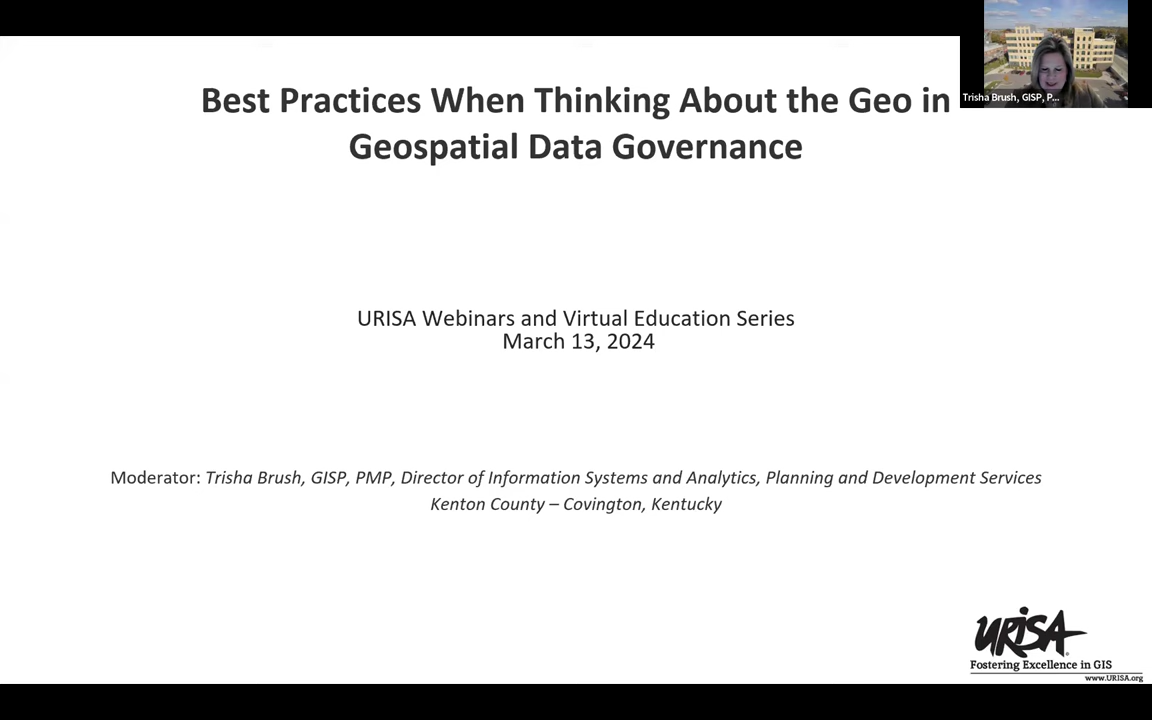 Best Practices When Thinking About the Geo in
Geospatial Data Governance
Trisha Brush, GISP, P...
URISA Webinars and Virtual Education Series
March 13, 2024
Moderator: Trisha Brush, GISP, PMP, Director of Information Systems and Analytics, Planning and Development Services
Kenton County – Covington, Kentucky
URISA
Fostering Excellence in GIS
www.URISA.org